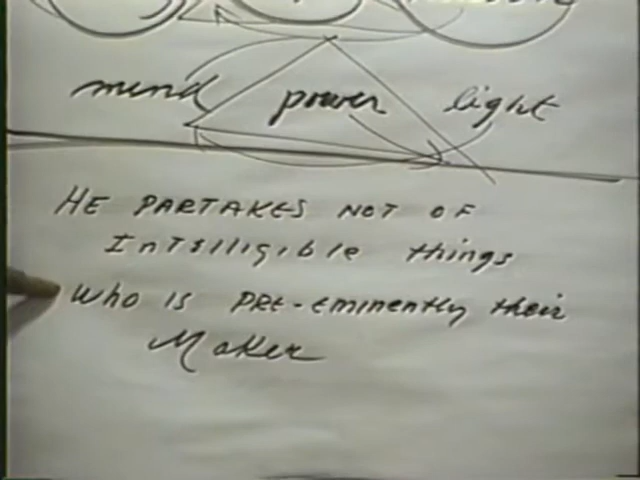 mind power light
HE PARTAKES NOT OF
Intelligible things
Who is PRE-eminently their
Maker